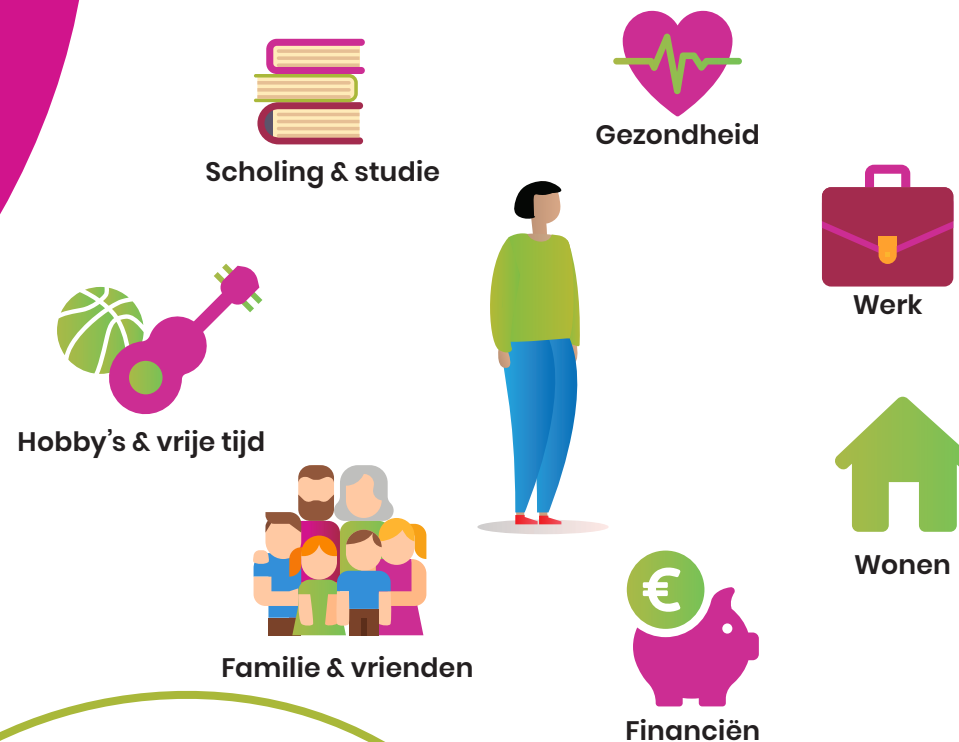 Gezondheid
Scholing & studie
Werk
Hobby's & vrije tijd
Wonen
Familie & vrienden
Financiën
€